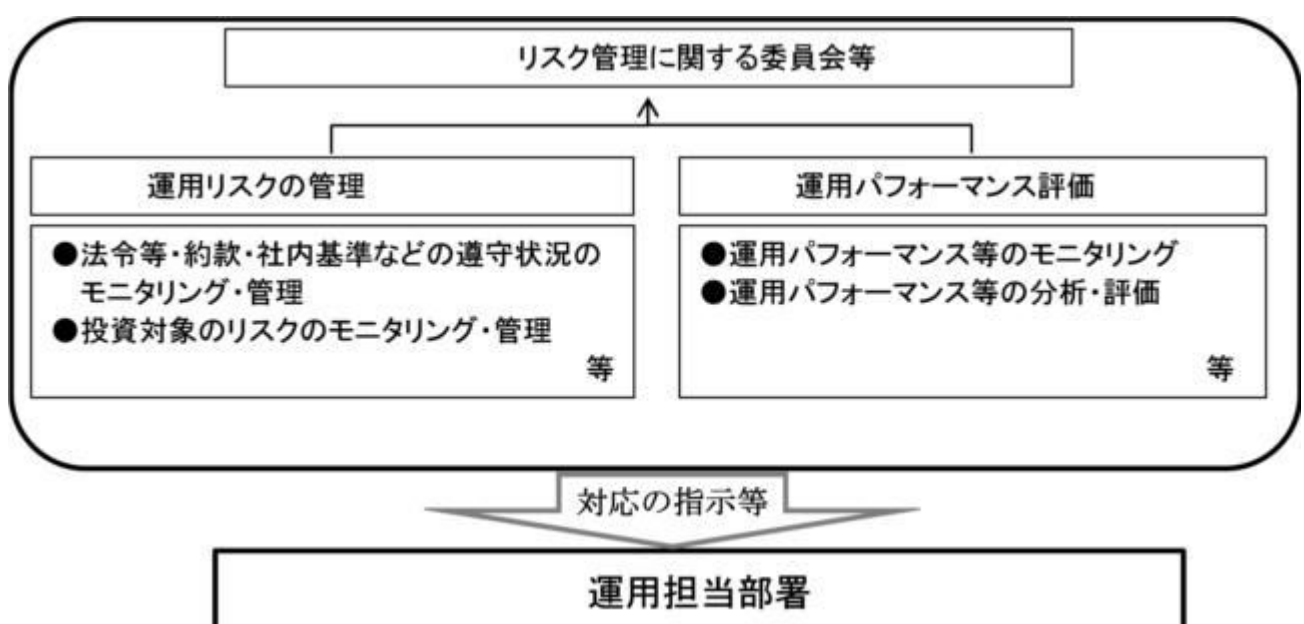 リスク管理に関する委員会等
運用リスクの管理
運用パフォーマンス評価
●法令等・約款・社内基準などの遵守状況の
モニタリング・管理
●投資対象のリスクのモニタリング・管理
等
●運用パフォーマンス等のモニタリング
●運用パフォーマンス等の分析・評価
等
対応の指示等
運用担当部署